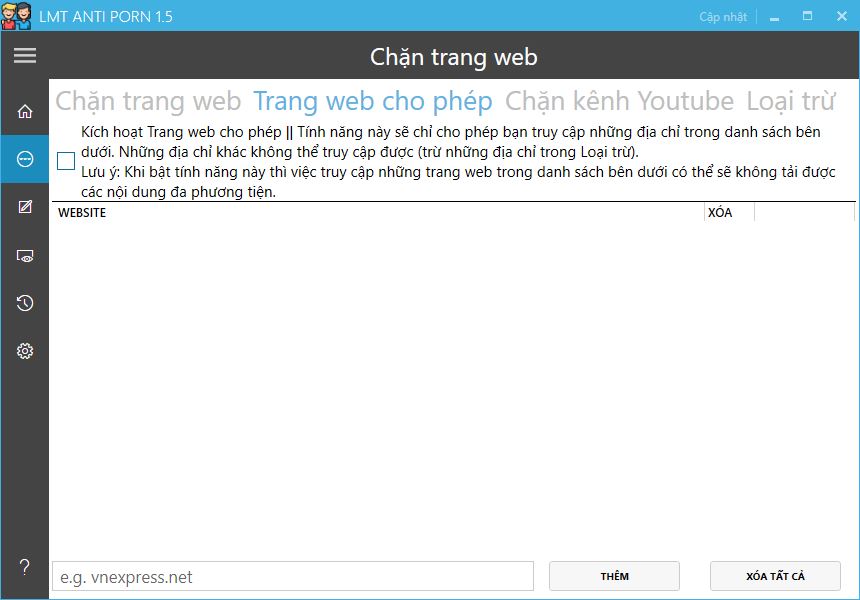 LMT ANTI PORN 1.5
Cập nhật
Chặn trang web
Chặn trang web Trang web cho phép Chặn kênh Youtube Loại trừ
Kích hoạt Trang web cho phép || Tính năng này sẽ chỉ cho phép bạn truy cập những địa chỉ trong danh sách bên
dưới. Những địa chỉ khác không thể truy cập được (trừ những địa chỉ trong Loại trừ).
Lưu ý: Khi bật tính năng này thì việc truy cập những trang web trong danh sách bên dưới có thể sẽ không tải được
các nội dung đa phương tiện.
WEBSITE XÓA
?
e.g. vnexpress.net
THÊM
XÓA TẤT CẢ